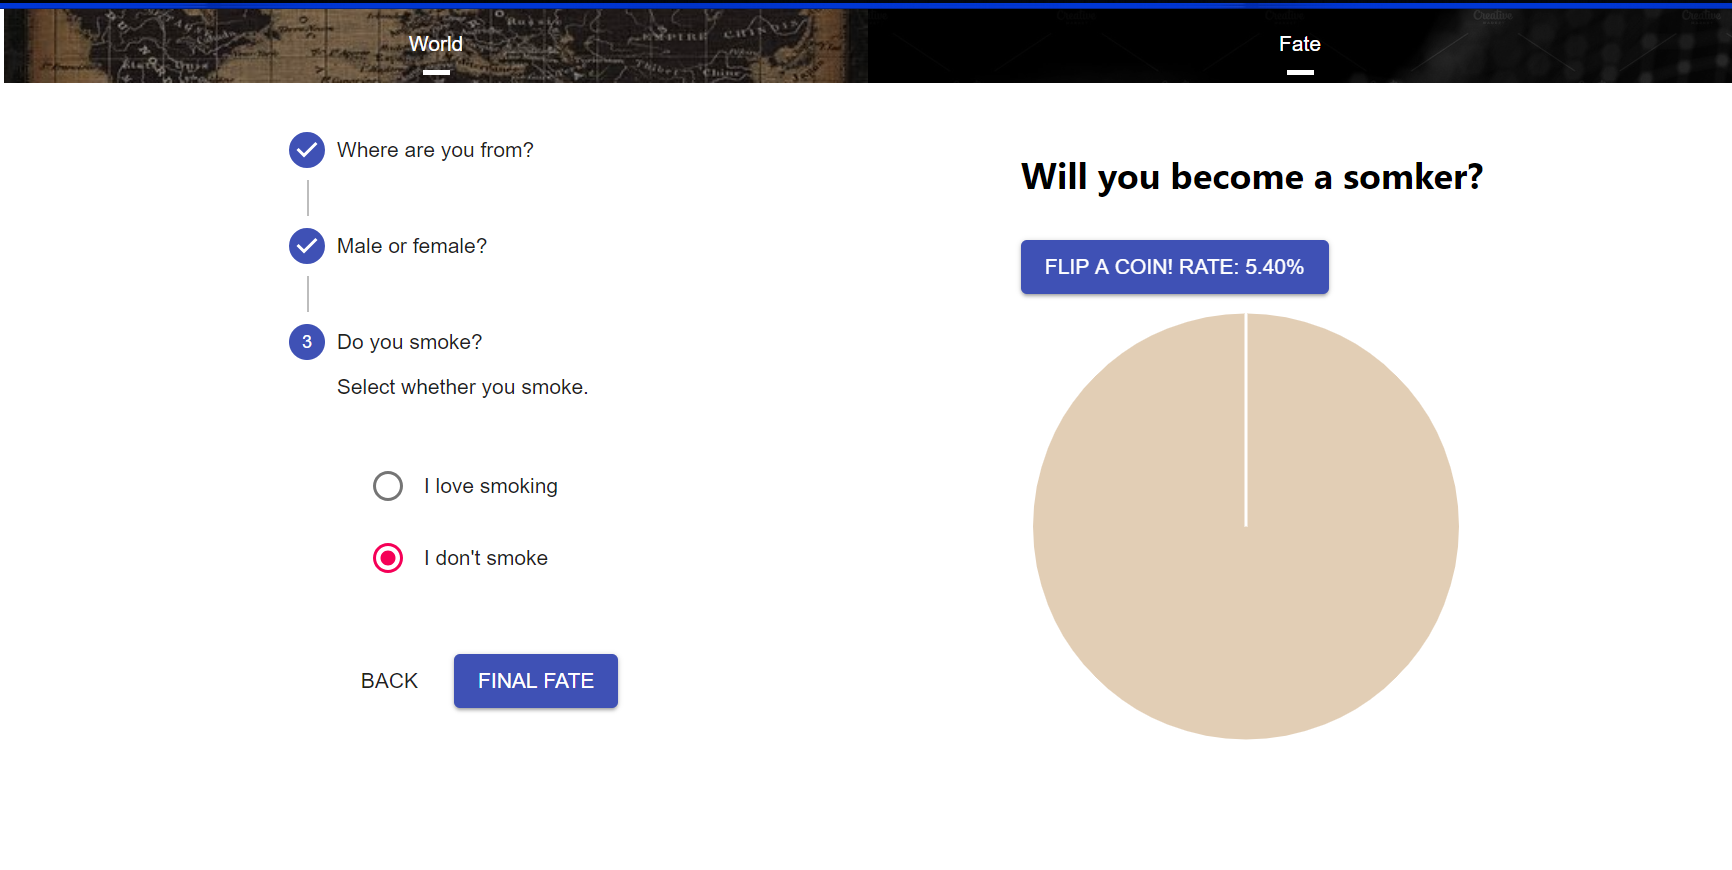 World
Fate
Where are you from?
Male or female?
3 Do you smoke?
Select whether you smoke.
I love smoking
I don't smoke
BACK
FINAL FATE
Will you become a somker?
FLIP A COIN! RATE: 5.40%